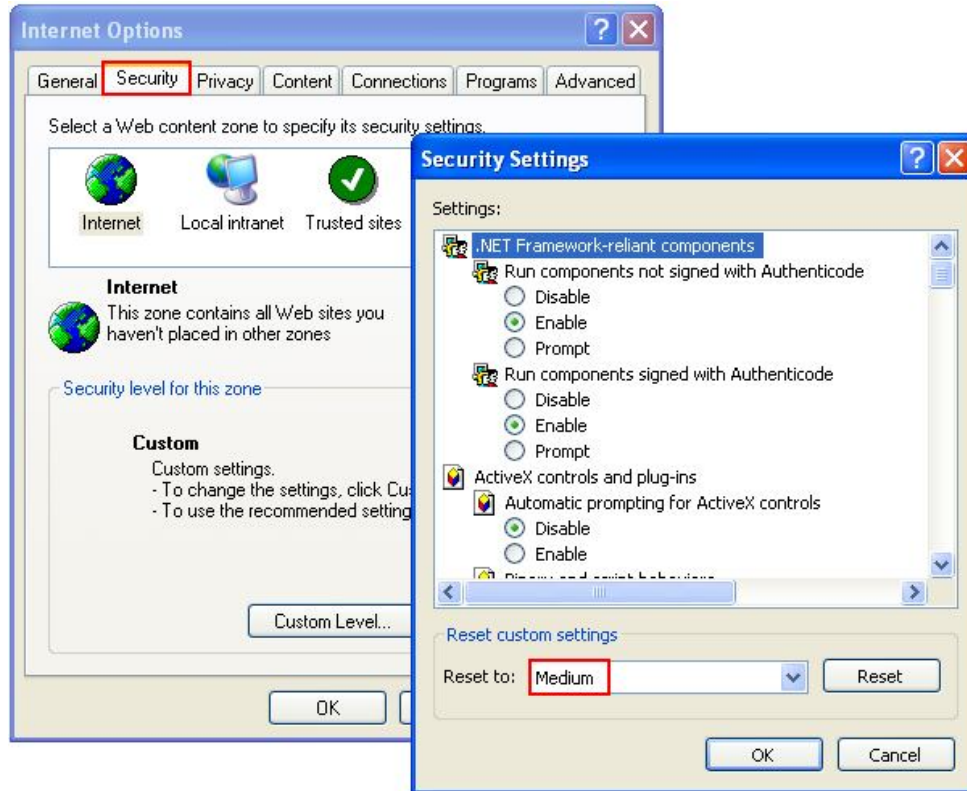 Internet Options
General Security Privacy Content Connections Programs Advanced
Select a Web content zone to specify its security settings.
Internet Local intranet Trusted sites
Internet
This zone contains all Web sites you
haven't placed in other zones
Security level for this zone
Custom
Custom settings.
- To change the settings, click
- To use the recommended
Custom Level...
OK
Security Settings
Settings:
.NET Framework-reliant components
Run components not signed with Authenticode
Disable
Enable
Prompt
Run components signed with Authenticode
Disable
Enable
Prompt
ActiveX controls and plug-ins
Automatic prompting for ActiveX controls
Disable
Enable
Binary and script behaviors
Reset custom settings
Reset to: Medium Reset
OK Cancel